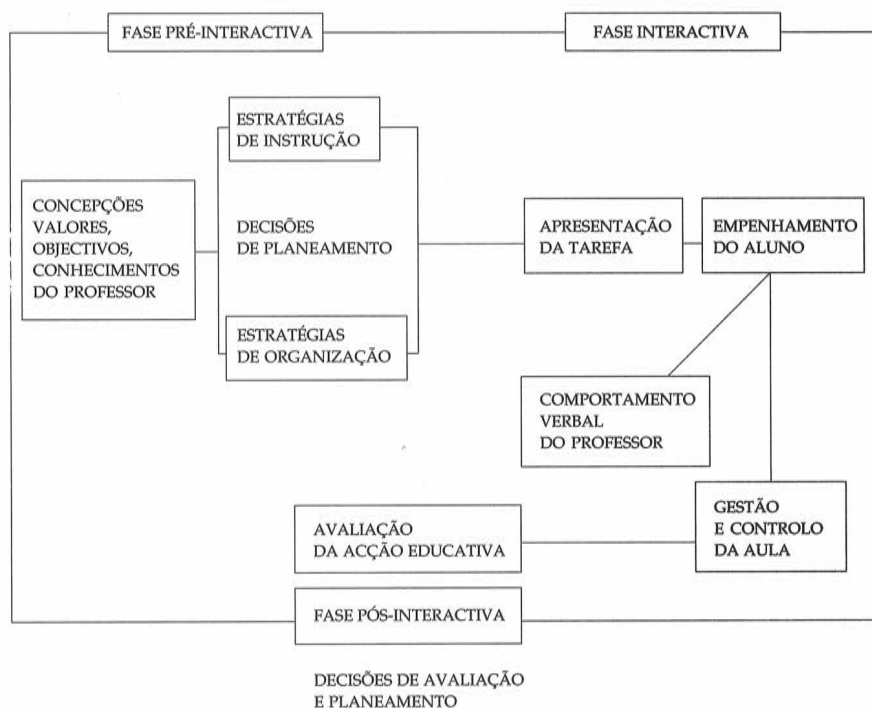 FASE PRÉ-INTERACTIVA
FASE INTERACTIVA
ESTRATÉGIAS
DE INSTRUÇÃO
CONCEPÇÕES
VALORES,
OBJECTIVOS,
CONHECIMENTOS
DO PROFESSOR
DECISÕES
DE PLANEAMENTO
ESTRATÉGIAS
DE ORGANIZAÇÃO
APRESENTAÇÃO
DA TAREFA
EMPENHAMENTO
DO ALUNO
COMPORTAMENTO
VERBAL
DO PROFESSOR
GESTÃO
E CONTROLO
DA AULA
AVALIAÇÃO
DA ACÇÃO EDUCATIVA
FASE PÓS-INTERACTIVA
DECISÕES DE AVALIAÇÃO
E PLANEAMENTO